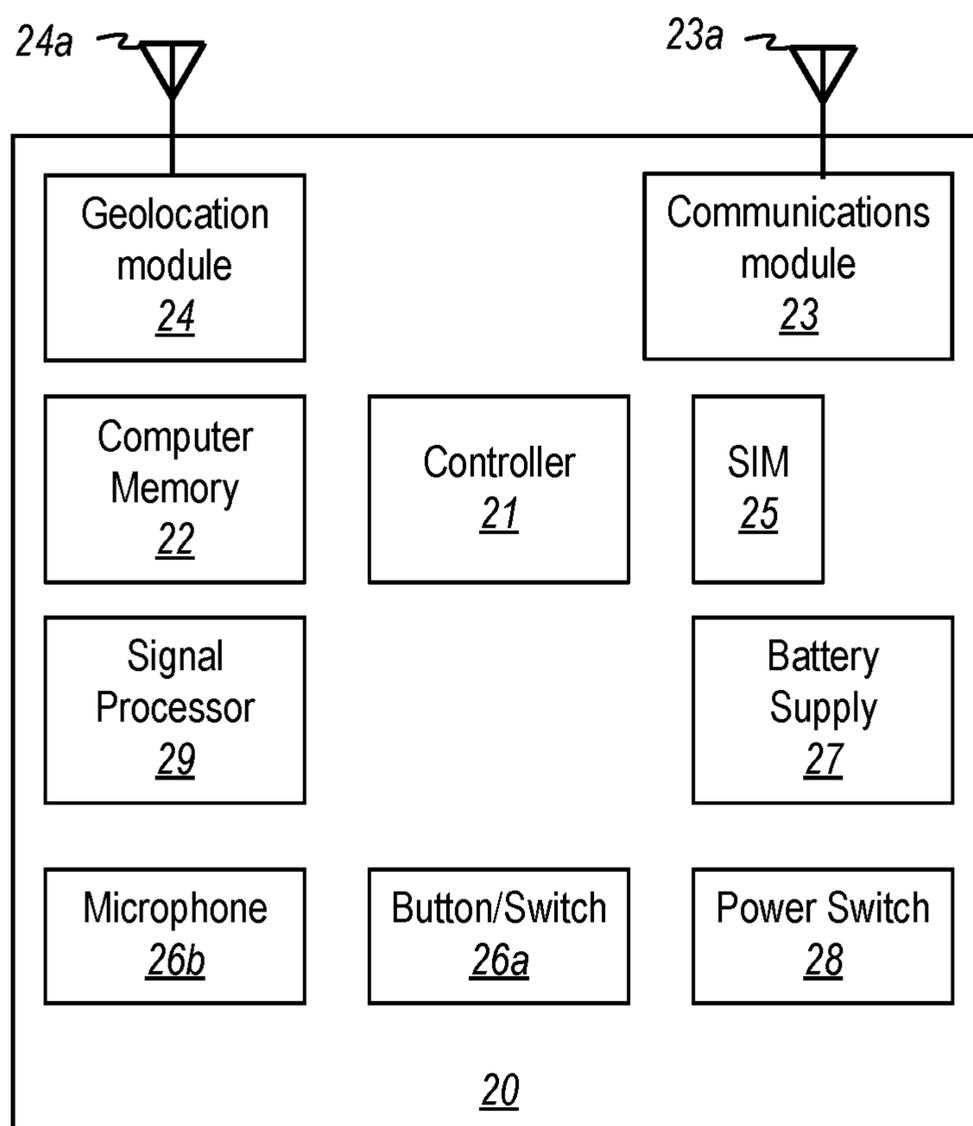 24a
23a
Geolocation
module
24
Communications
module
23
Computer
Memory
22
Controller
21
SIM
25
Signal
Processor
29
Battery
Supply
27
Microphone
26b
Button/Switch
26a
Power Switch
28
20